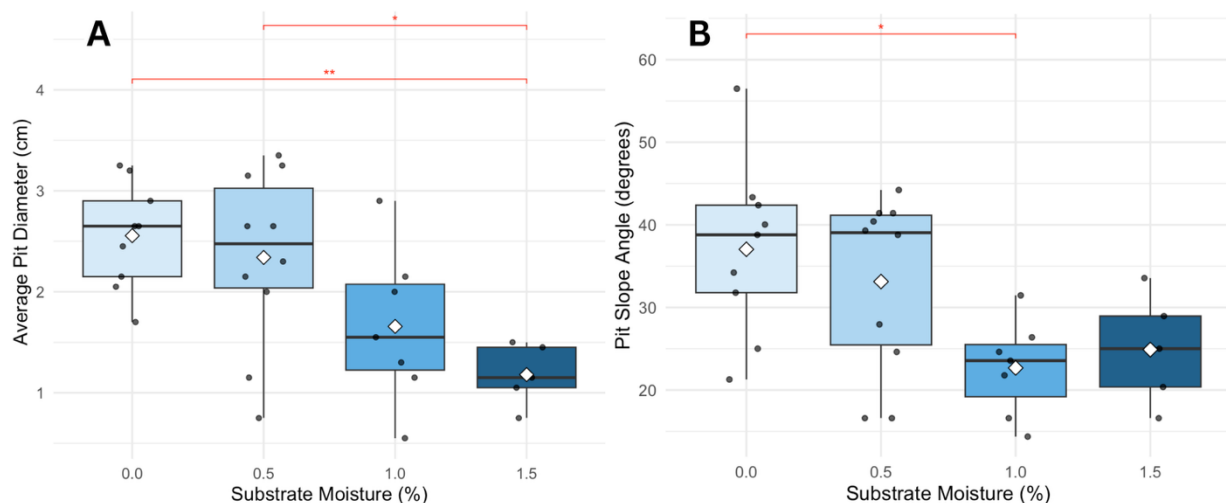 A
*
**
Average Pit Diameter (cm)
4
3
2
1
0.0 0.5 1.0 1.5
Substrate Moisture (%)
B
*
Pit Slope Angle (degrees)
60
50
40
30
20
0.0 0.5 1.0 1.5
Substrate Moisture (%)